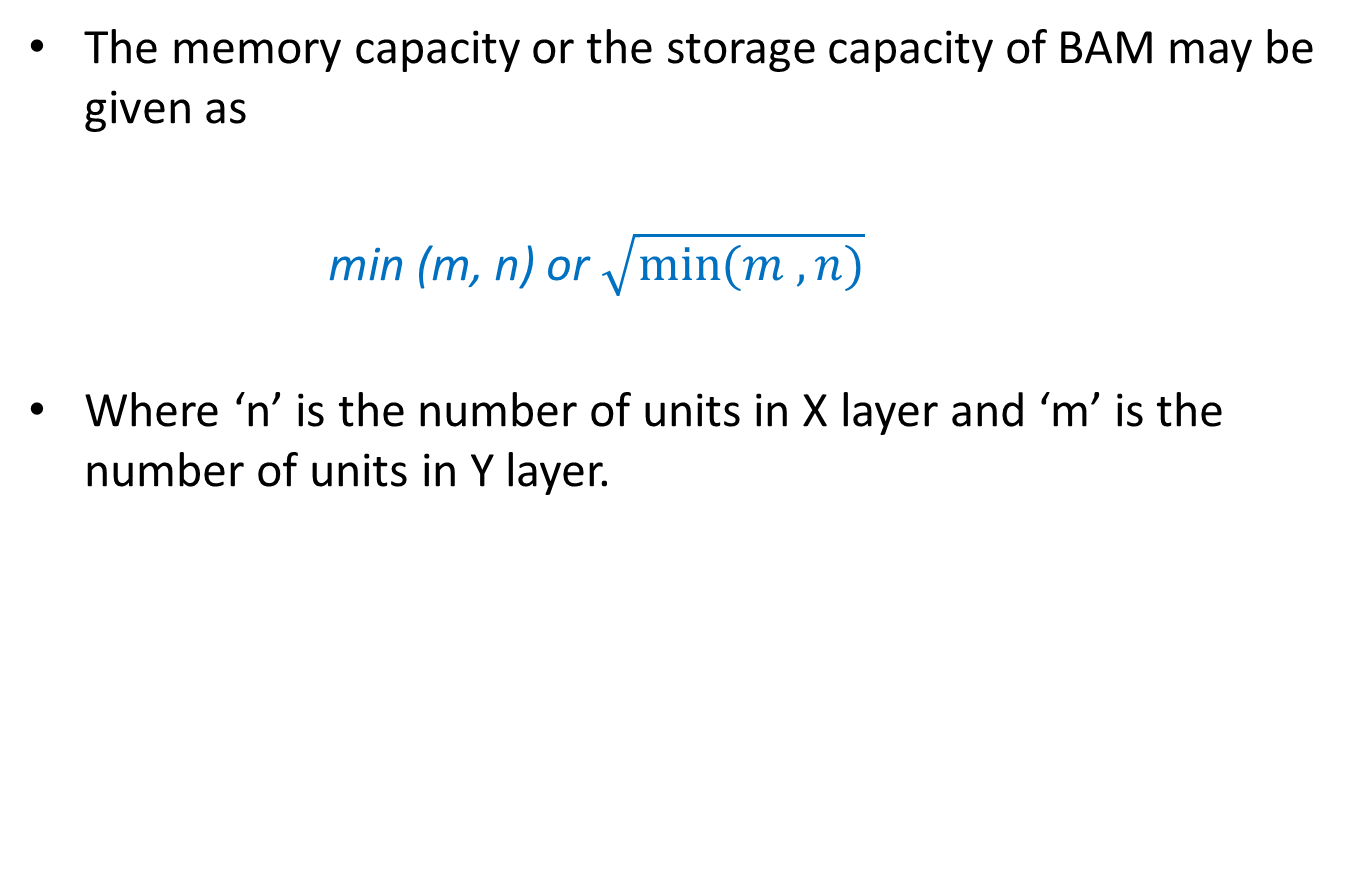 • The memory capacity or the storage capacity of BAM may be
given as
min (m, n) or √min(m ,n)
• Where ‘n’ is the number of units in X layer and ‘m’ is the
number of units in Y layer.